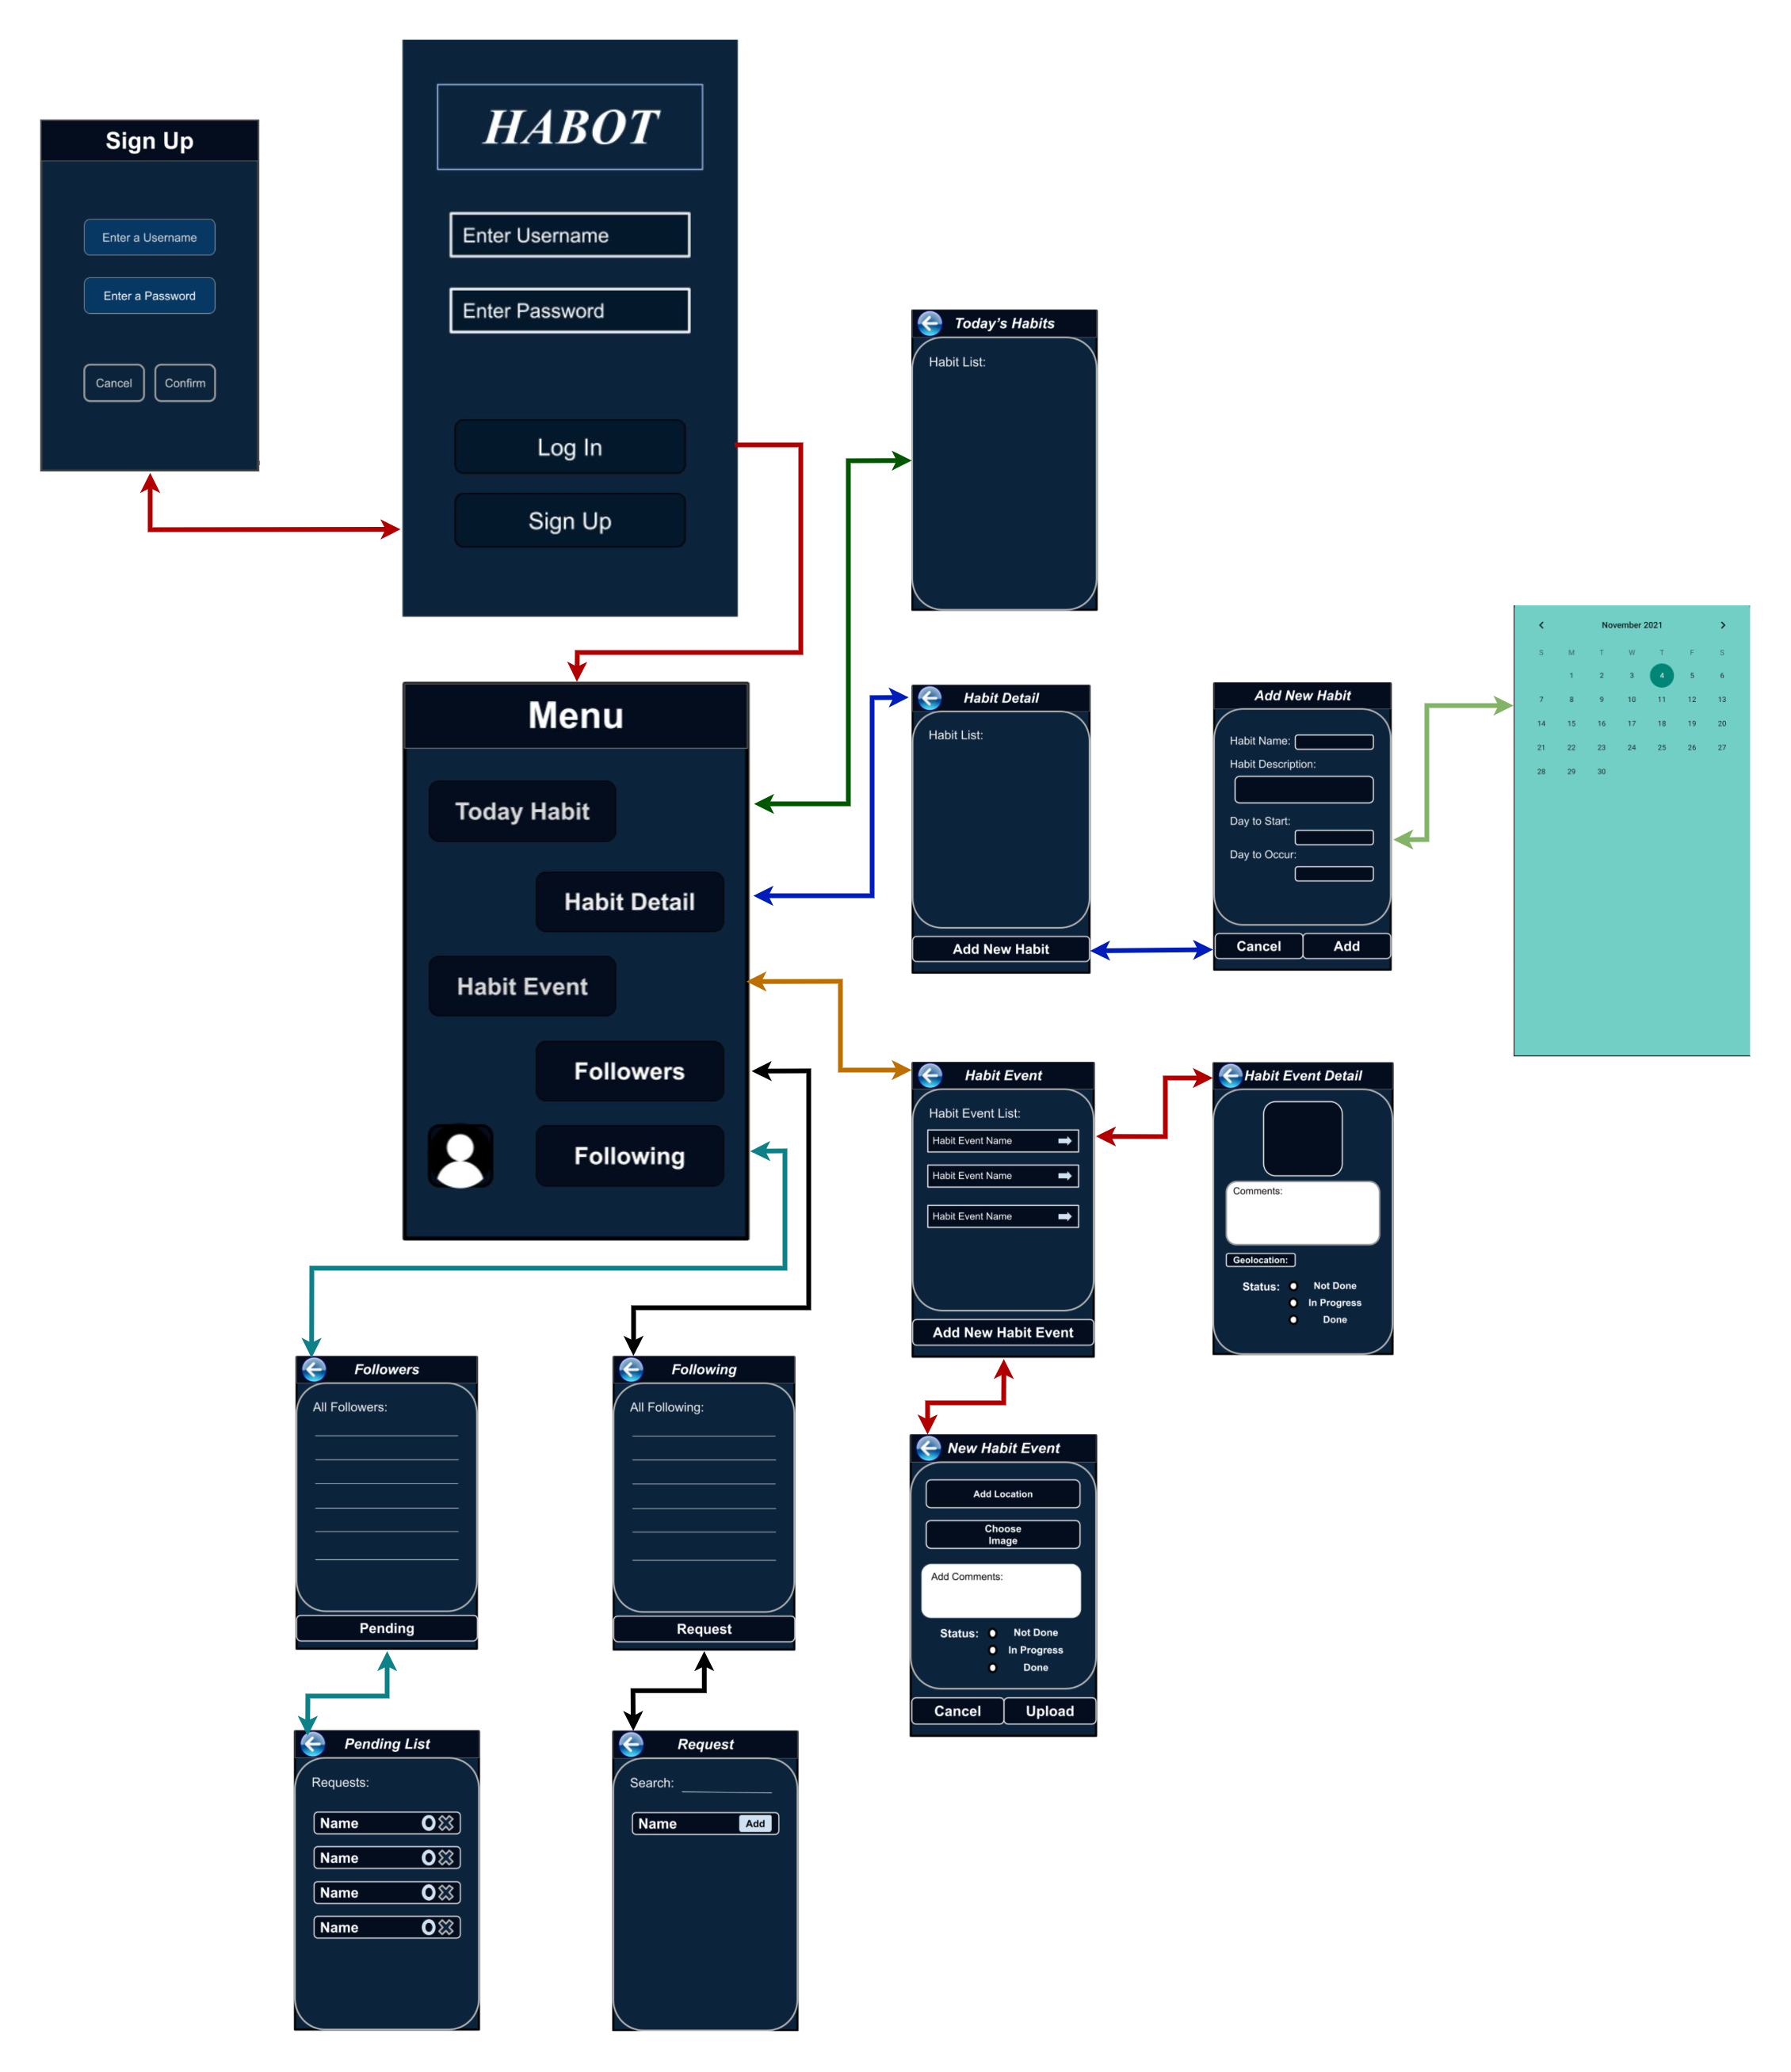 Sign Up
Enter a Username
Enter a Password
Cancel Confirm
HABOT
Enter Username
Enter Password
Log In
Sign Up
Today's Habits
Habit List:
Menu
Today Habit
Habit Detail
Habit Event
Followers
Following
Habit Detail
Habit List:
Add New Habit
Add New Habit
Habit Name:
Habit Description:
Day to Start:
Day to Occur:
Cancel Add
November 2021
S M T W T F S
1 2 3 4 5 6
7 8 9 10 11 12 13
14 15 16 17 18 19 20
21 22 23 24 25 26 27
28 29 30
Habit Event
Habit Event List:
Habit Event Name
Habit Event Name
Habit Event Name
Add New Habit Event
Habit Event Detail
Comments:
Geolocation:
Status: Not Done
In Progress
Done
Followers
All Followers:
Pending
Following
All Following:
Request
New Habit Event
Add Location
Choose
Image
Add Comments:
Status: Not Done
In Progress
Done
Cancel Upload
Pending List
Requests:
Name
Name
Name
Name
Request
Search:
Name Add